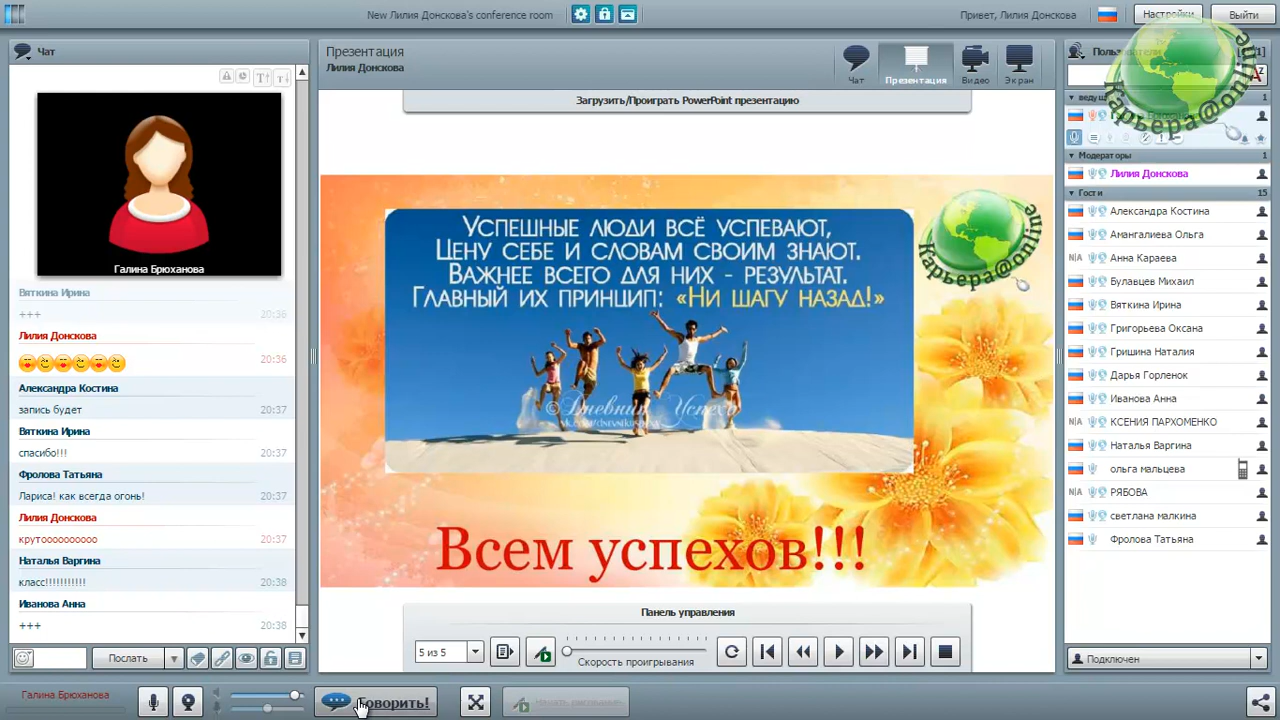 New Лилия Донскова's conference room
Привет, Лилия Донскова
Настройки
Выйти
Чат
Галина Брюханова
Вяткина Ирина
+++
20:36
Лилия Донскова
20:36
Александра Костина
запись будет
20:37
Вяткина Ирина
спасибо!!!
20:37
Фролова Татьяна
Лариса! как всегда огонь!
20:37
Лилия Донскова
крутоооооооооо
20:37
Наталья Варгина
класс!!!!!!!!!!!
20:38
Иванова Анна
+++
20:38
Послать
Презентация
Лилия Донскова
Чат
Презентация
Видео
Экран
Загрузить/Проиграть PowerPoint презентацию
Успешные люди всё успевают,
Цену себе и словам своим знают.
Важнее всего для них - результат.
Главный их принцип: «Ни шагу назад!»
©Дневник Успеха
Карьера@online
Всем успехов!!!
Панель управления
5 из 5
Скорость проигрывания
Карьера@online
1
Модераторы
1
Лилия Донскова
Гости
15
Александра Костина
Амангалиева Ольга
N/A Анна Караева
Булавцев Михаил
Вяткина Ирина
Григорьева Оксана
Гришина Наталия
Дарья Горленок
Иванова Анна
N/A КСЕНИЯ ПАРХОМЕНКО
Наталья Варгина
ольга мальцева
N/A РЯБОВА
светлана малкина
Фролова Татьяна
Подключен
Галина Брюханова
Говорить!